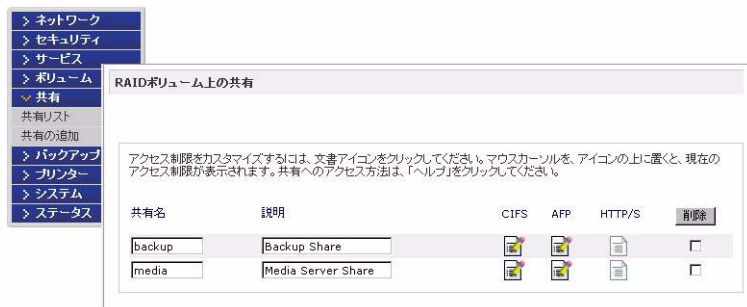 > ネットワーク
> セキュリティ
> サービス
> ボリューム
共有
共有リスト
共有の追加
> バックアップ
> プリンター
> システム
> ステータス
RAIDボリューム上の共有
アクセス制限をカスタマイズするには、文書アイコンをクリックしてください。マウスカーソルを、アイコンの上に置くと、現在の
アクセス制限が表示されます。共有へのアクセス方法は、「ヘルプ」をクリックしてください。
共有名 説明 CIFS AFP HTTP/S 削除
backup Backup Share
media Media Server Share